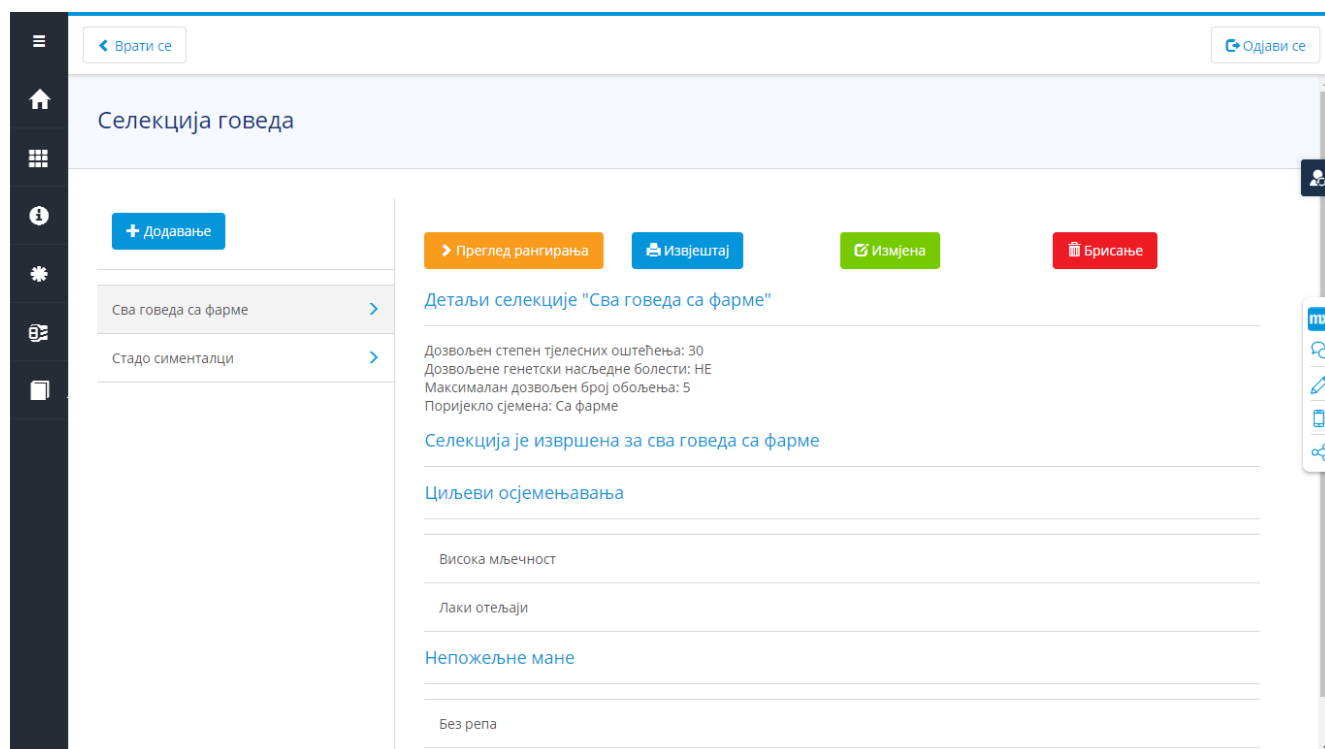 Врати се
Одјави се
Селекција говеда
Додавање
Сва говеда са фарме
Стадо сименталци
Преглед рангирања
Извјештај
Измјена
Брисање
Детаљи селекције "Сва говеда са фарме"
Дозвољен степен тјелесних оштећења: 30
Дозвољене генетски насљедне болести: НЕ
Максималан дозвољен број обољења: 5
Поријекло сјемена: Са фарме
Селекција је извршена за сва говеда са фарме
Циљеви осјемењавања
Висока мљечност
Лаки отељаји
Непожељне мане
Без репа